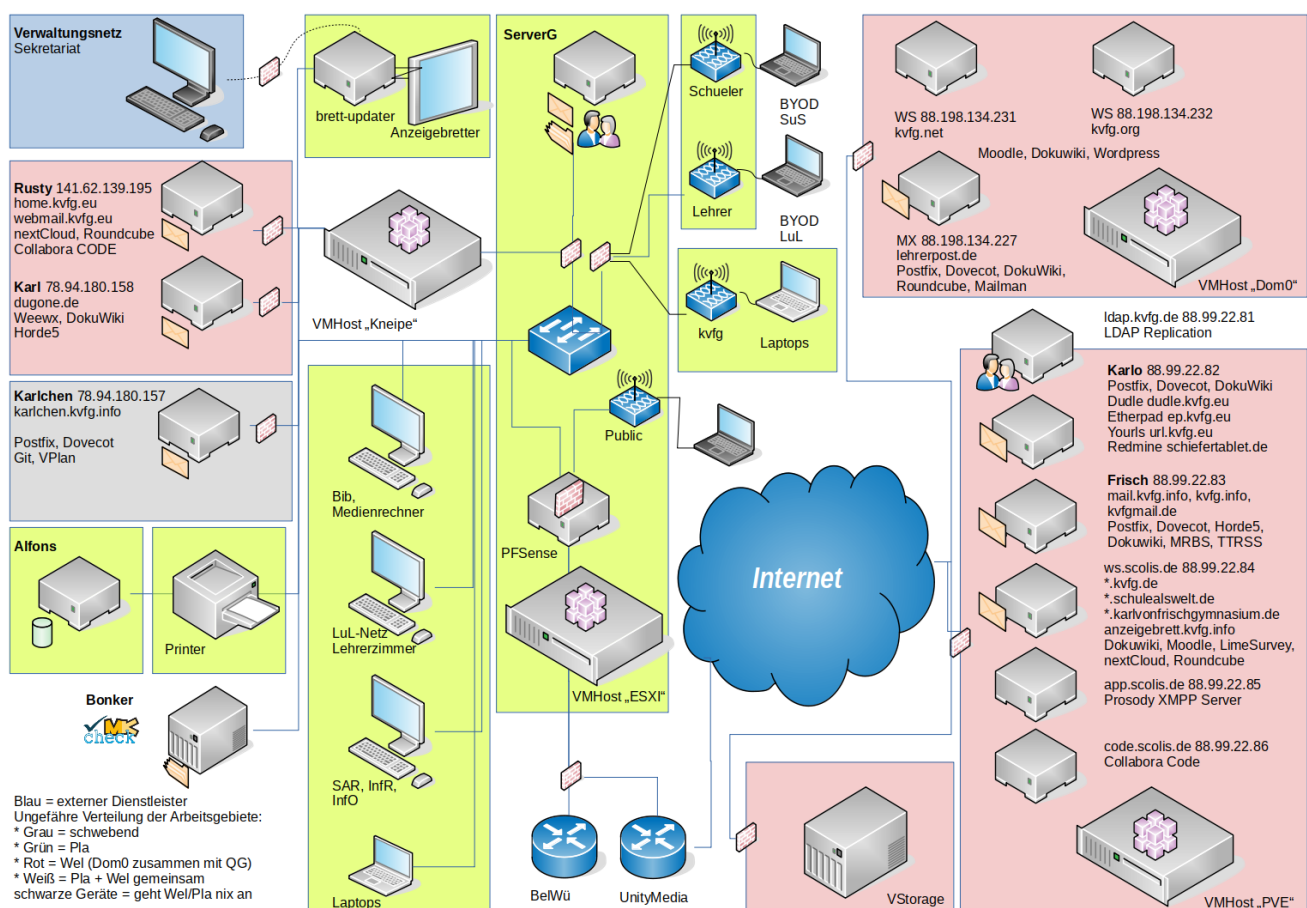 Verwaltungsnetz
Sekretariat
brett-updater
Anzeigebretter
ServerG
Schueler
BYOD
SuS
Lehrer
BYOD
LuL
kvfg
Laptops
WS 88.198.134.231
kvfg.net
WS 88.198.134.232
kvfg.org
Moodle, Dokuwiki, Wordpress
MX 88.198.134.227
lehrerpost.de
Postfix, Dovecot, DokuWiki,
Roundcube, Mailman
VMHost „Dom0“
Rusty 141.62.139.195
home.kvfg.eu
webmail.kvfg.eu
nextCloud, Roundcube
Collabora CODE
Karl 78.94.180.158
dugone.de
Weewx, DokuWiki
Horde5
VMHost „Kneipe“
Karlchen 78.94.180.157
karlchen.kvfg.info
Postfix, Dovecot
Git, VPlan
Alfons
Printer
Bonker
MK
check
Blau = externer Dienstleister
Ungefähre Verteilung der Arbeitsgebiete:
* Grau = schwebend
* Grün = Pla
* Rot = Wel (Dom0 zusammen mit QG)
* Weiß = Pla + Wel gemeinsam
schwarze Geräte = geht Wel/Pla nix an
Bib,
Medienrechner
LuL-Netz
Lehrerzimmer
SAR, InfR,
InfO
Laptops
Public
PFSense
VMHost „ESXI“
BelWü
UnityMedia
Internet
VStorage
ldap.kvfg.de 88.99.22.81
LDAP Replication
Karlo 88.99.22.82
Postfix, Dovecot, DokuWiki
Dudle dudle.kvfg.eu
Etherpad ep.kvfg.eu
Yourls url.kvfg.eu
Redmine schiefertablet.de
Frisch 88.99.22.83
mail.kvfg.info, kvfg.info,
kvfgmail.de
Postfix, Dovecot, Horde5,
Dokuwiki, MRBS, TTRSS
ws.scolis.de 88.99.22.84
*.kvfg.de
*.schulealswelt.de
*.karlvonfrischgymnasium.de
anzeigebrett.kvfg.info
Dokuwiki, Moodle, LimeSurvey,
nextCloud, Roundcube
app.scolis.de 88.99.22.85
Prosody XMPP Server
code.scolis.de 88.99.22.86
Collabora Code
VMHost „PVE“